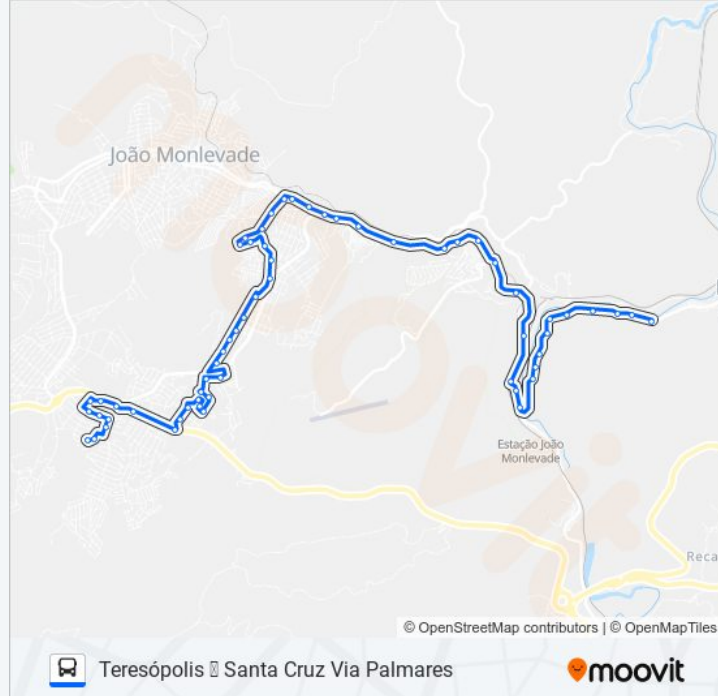 João Monlevade
Estação João
Monlevade
Reca
© OpenStreetMap contributors | © OpenMapTiles
Teresópolis ▯ Santa Cruz Via Palmares
moovit